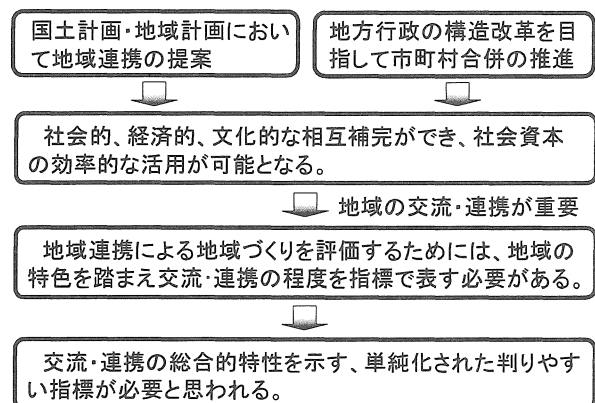 国土計画・地域計画におい
て地域連携の提案
地方行政の構造改革を目
指して市町村合併の推進
社会的、経済的、文化的な相互補完ができ、社会資本
の効率的な活用が可能となる。
地域の交流・連携が重要
地域連携による地域づくりを評価するためには、地域の
特色を踏まえ交流・連携の程度を指標で表す必要がある。
交流・連携の総合的特性を示す、単純化された判りやす
い指標が必要と思われる。